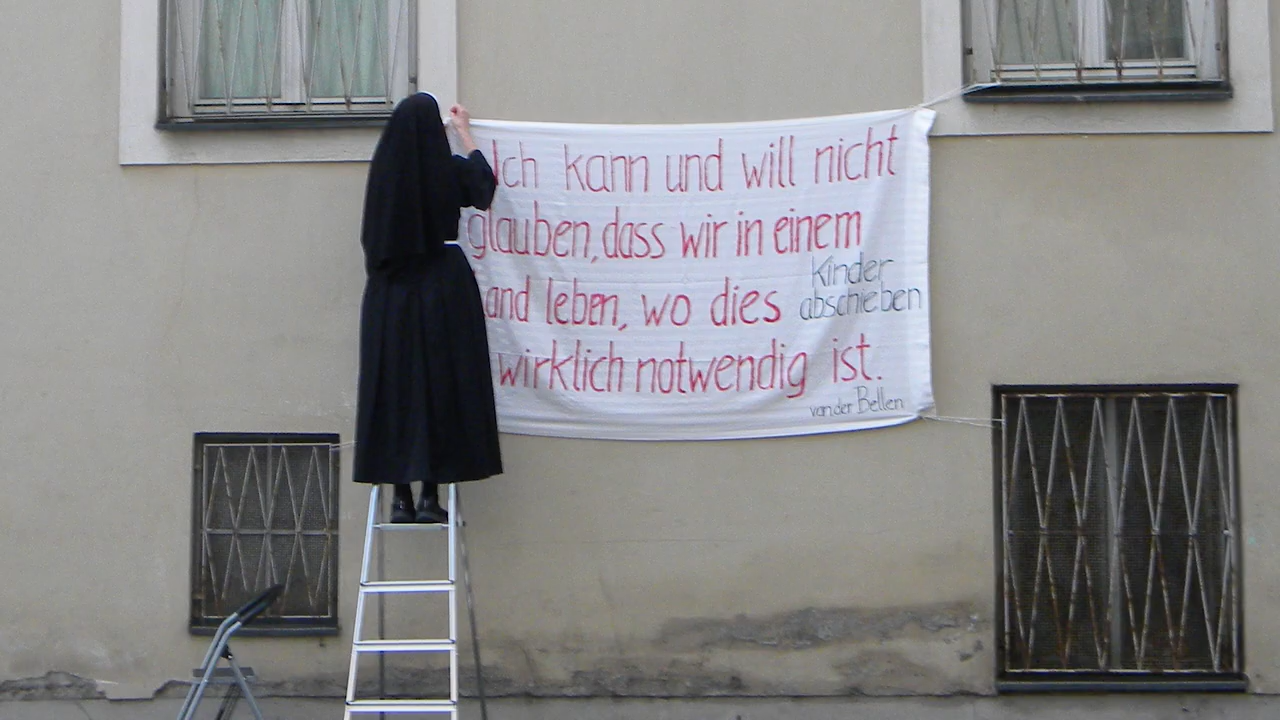 Ich kann und will nicht
glauben, dass wir in einem
Kinder
and leben, wo dies abschieben
wirklich notwendig ist.
van der Bellen